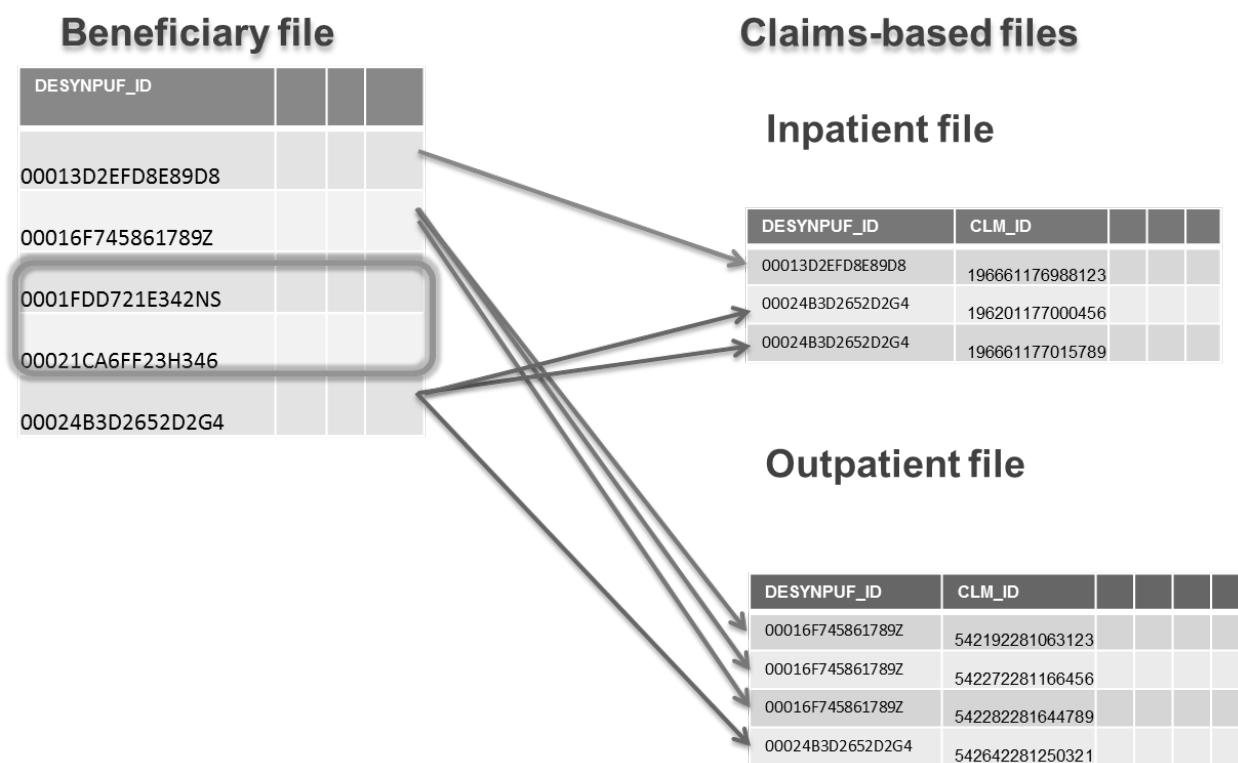 Beneficiary file
DESYNPUF_ID
00013D2EFD8E89D8
00016F745861789Z
0001FDD721E342NS
00021CA6FF23H346
00024B3D2652D2G4
Claims-based files
Inpatient file
DESYNPUF_ID CLM_ID
00013D2EFD8E89D8 196661176988123
00024B3D2652D2G4 196201177000456
00024B3D2652D2G4 196661177015789
Outpatient file
DESYNPUF_ID CLM_ID
00016F745861789Z 542192281063123
00016F745861789Z 542272281166456
00016F745861789Z 542282281644789
00024B3D2652D2G4 542642281250321